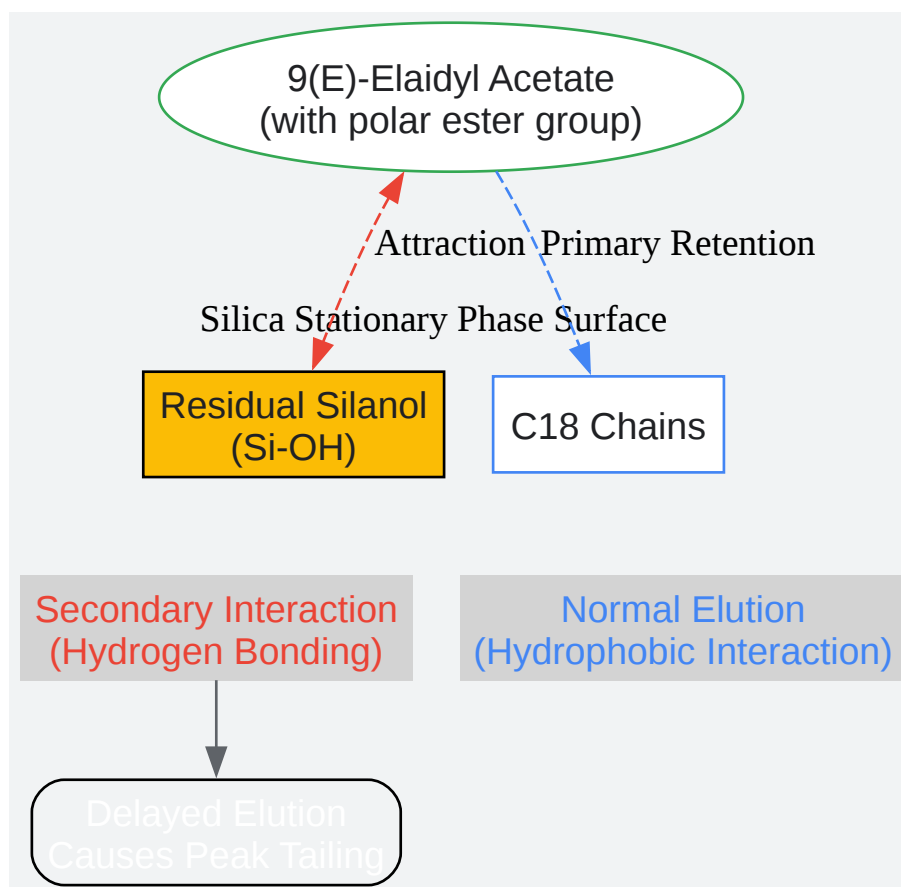 9(E)-Elaidyl Acetate
(with polar ester group)
Attraction
Primary Retention
Silica Stationary Phase Surface
Residual Silanol
(Si-OH)
C18 Chains
Secondary Interaction
(Hydrogen Bonding)
Normal Elution
(Hydrophobic Interaction)
Delayed Elution
Causes Peak Tailing